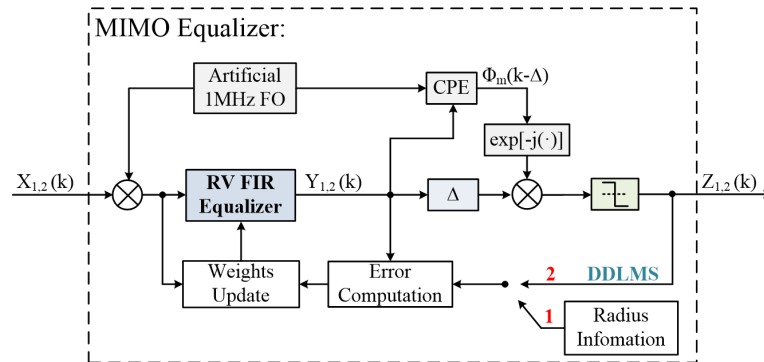 MIMO Equalizer:
Artificial
1MHz FO
CPE
Φm(k-Δ)
exp[-j(·)]
X1,2 (k)
RV FIR
Equalizer
Y1,2 (k)
Δ
Z1,2 (k)
Weights
Update
Error
Computation
2 DDLMS
1
Radius
Infomation